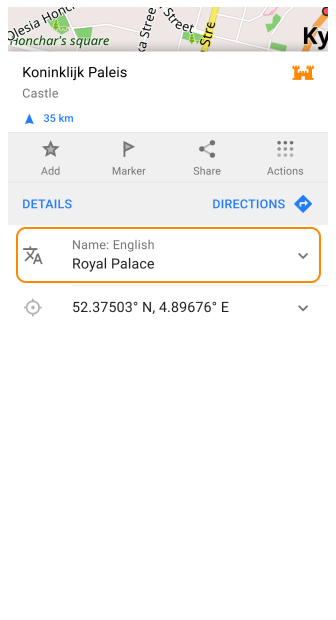 Olesia Honc
Honchar's square
ka Stree
Street
Stre
Ky
Koninklijk Paleis
Castle
35 km
Add
Marker
Share
Actions
DETAILS
DIRECTIONS
Name: English
Royal Palace
52.37503° N, 4.89676° E